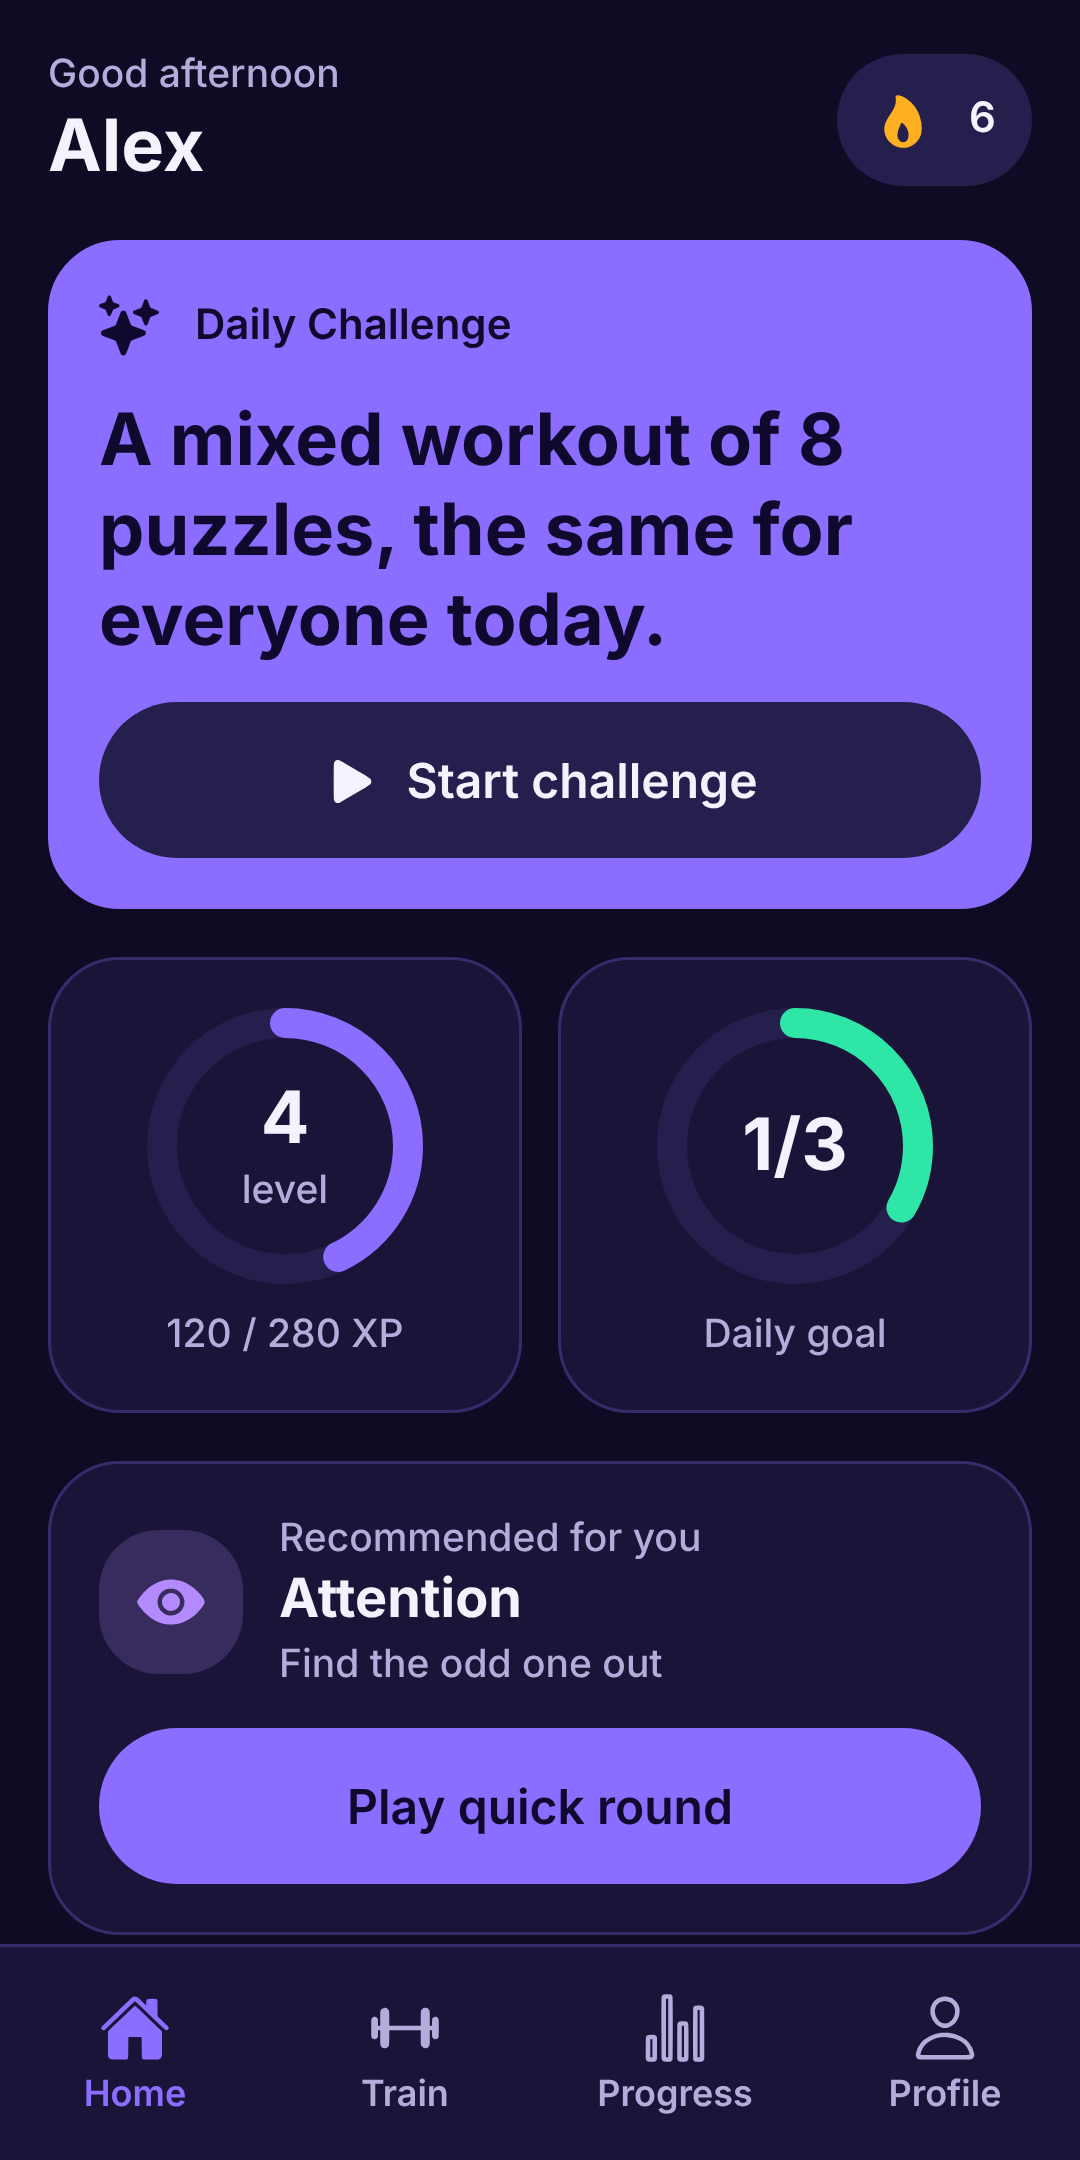 Good afternoon
Alex
6
Daily Challenge
A mixed workout of 8
puzzles, the same for
everyone today.
Start challenge
4
level
120 / 280 XP
1/3
Daily goal
Recommended for you
Attention
Find the odd one out
Play quick round
Home
Train
Progress
Profile